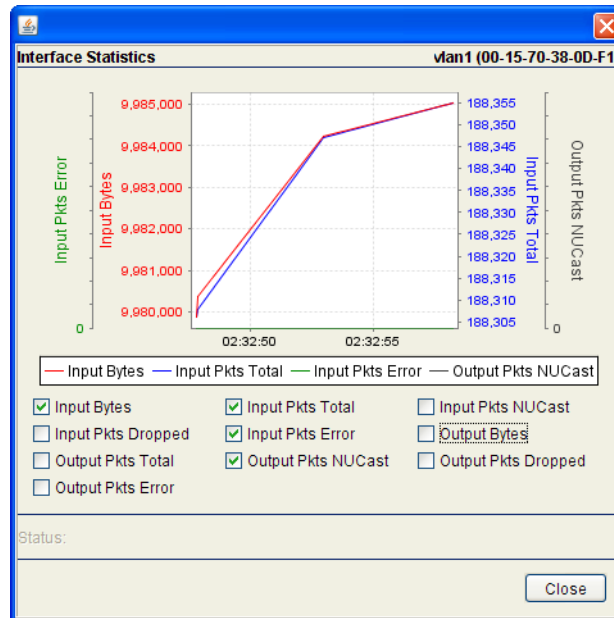 Interface Statistics vlan1 (00-15-70-38-0D-F1
Input Pkts Error
0
Input Bytes
9,985,000
9,984,000
9,983,000
9,982,000
9,981,000
9,980,000
188,355
188,350
188,345
188,340
188,335
188,330
188,325
188,320
188,315
188,310
188,305
Input Pkts Total
Output Pkts NUCast
0
02:32:50 02:32:55
Input Bytes Input Pkts Total Input Pkts Error Output Pkts NUCast
Input Bytes Input Pkts Total Input Pkts NUCast
Input Pkts Dropped Input Pkts Error Output Bytes
Output Pkts Total Output Pkts NUCast Output Pkts Dropped
Output Pkts Error
Status:
Close